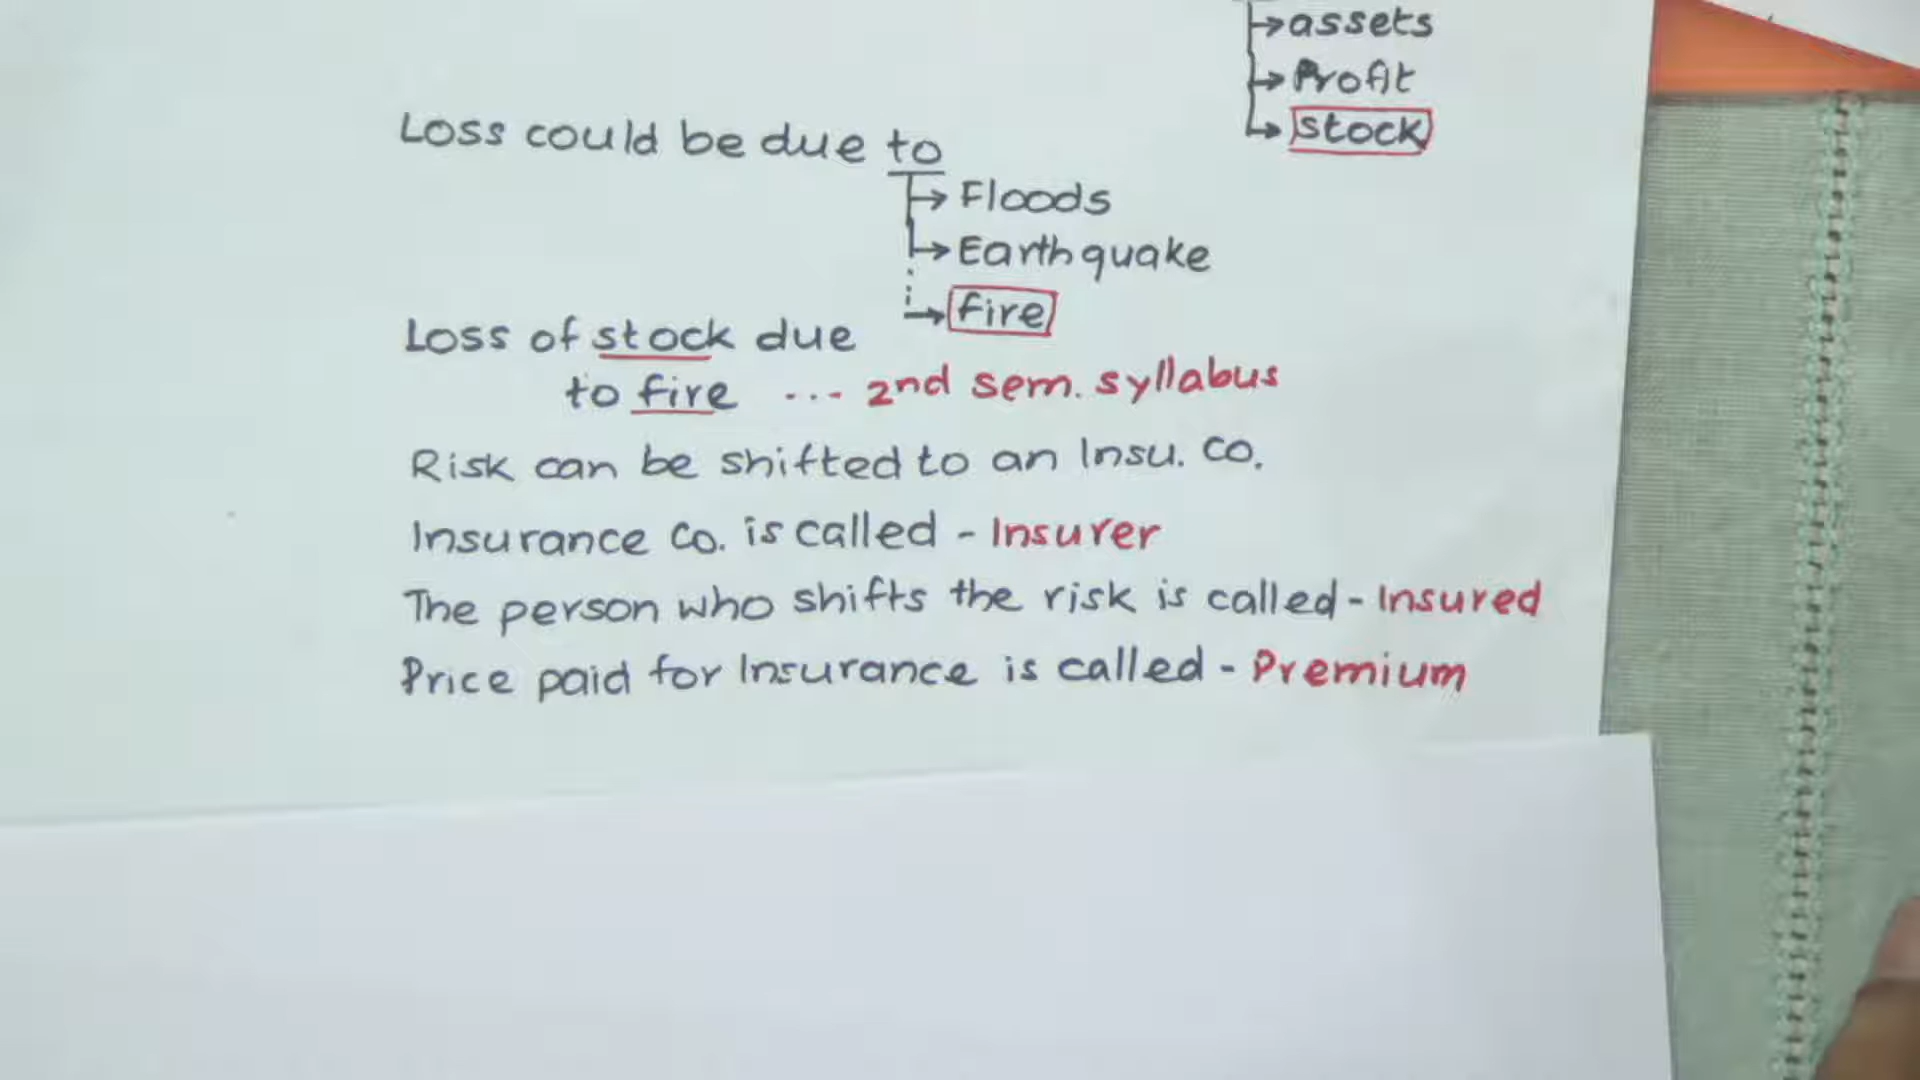 →assets
→Profit
→stock
Loss could be due to
→Floods
→Earthquake
→fire
Loss of stock due
to fire ... 2nd sem. syllabus
Risk can be shifted to an Insu. Co.
Insurance Co. is called - Insurer
The person who shifts the risk is called - Insured
Price paid for Insurance is called - Premium